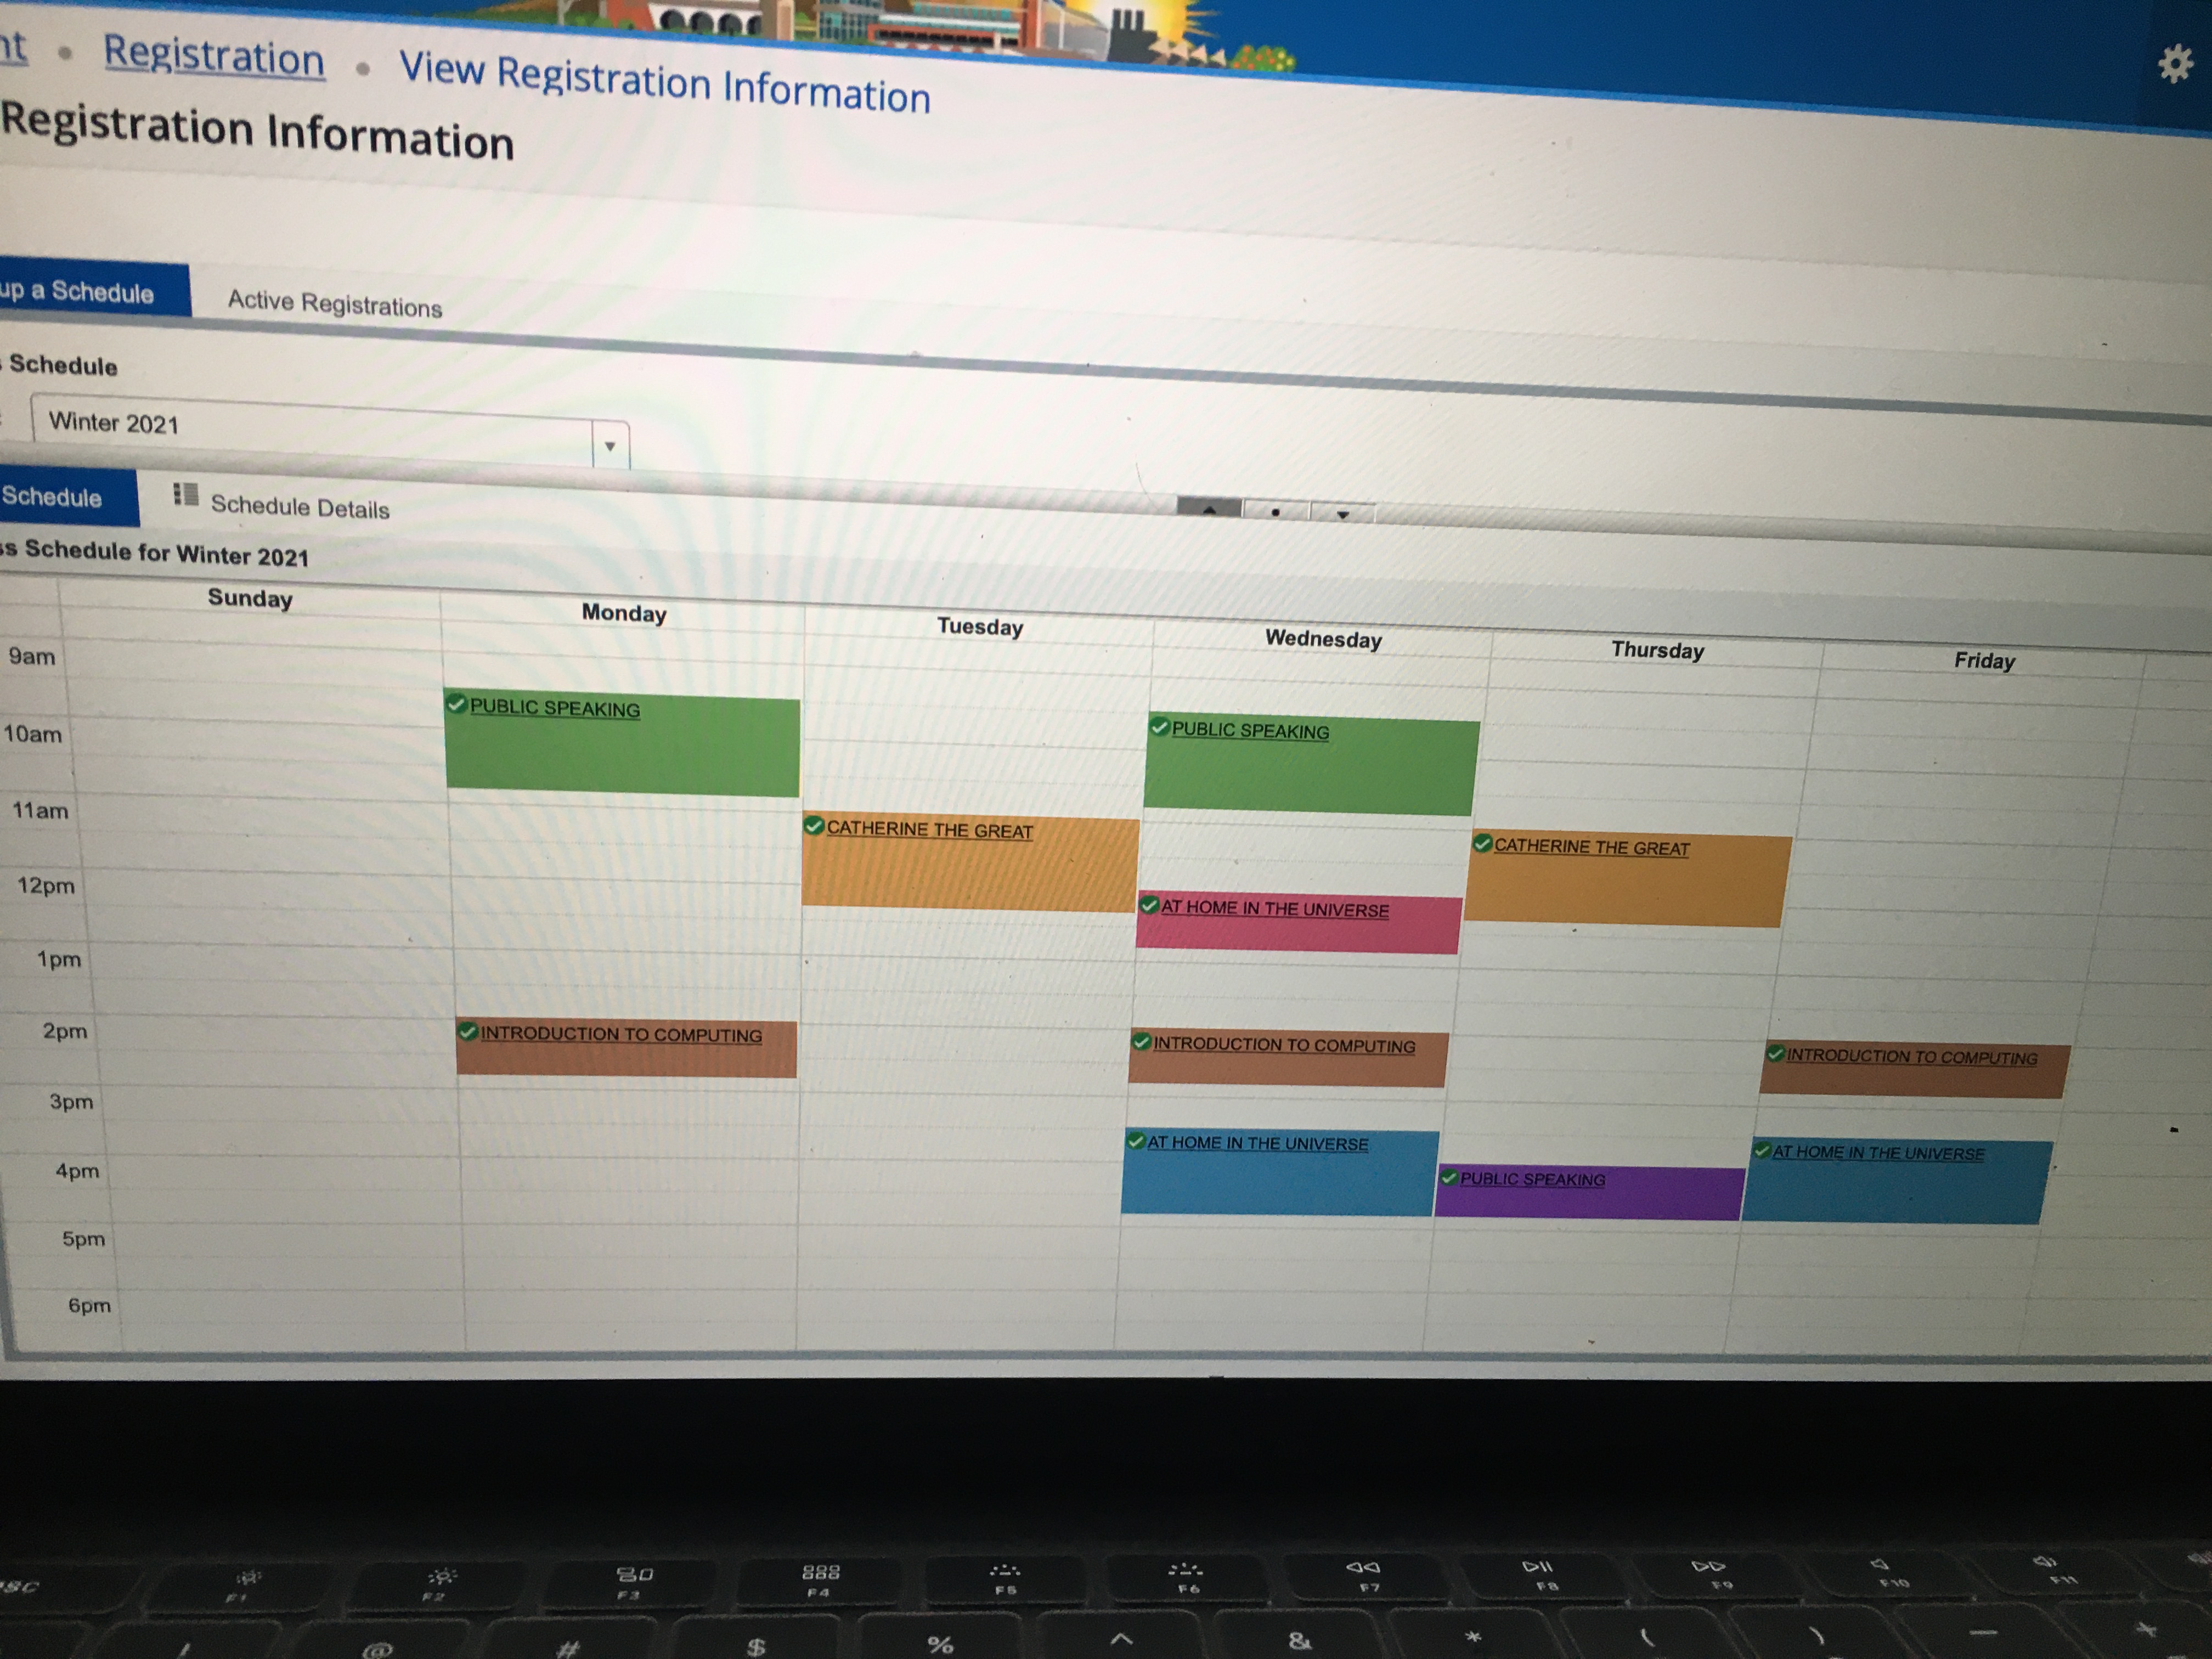 nt • Registration • View Registration Information
Registration Information
up a Schedule Active Registrations
Schedule
Winter 2021
Schedule Schedule Details
ss Schedule for Winter 2021
Sunday Monday Tuesday Wednesday Thursday Friday
9am
PUBLIC SPEAKING PUBLIC SPEAKING
10am
11am
CATHERINE THE GREAT CATHERINE THE GREAT
12pm
AT HOME IN THE UNIVERSE
1pm
2pm
INTRODUCTION TO COMPUTING INTRODUCTION TO COMPUTING INTRODUCTION TO COMPUTING
3pm
AT HOME IN THE UNIVERSE AT HOME IN THE UNIVERSE
4pm
PUBLIC SPEAKING
5pm
6pm
F1 F2 F3 F4 F5 F6 F7 F8 F9 F10 F11
! @ # $ % ^ & * ( ) —